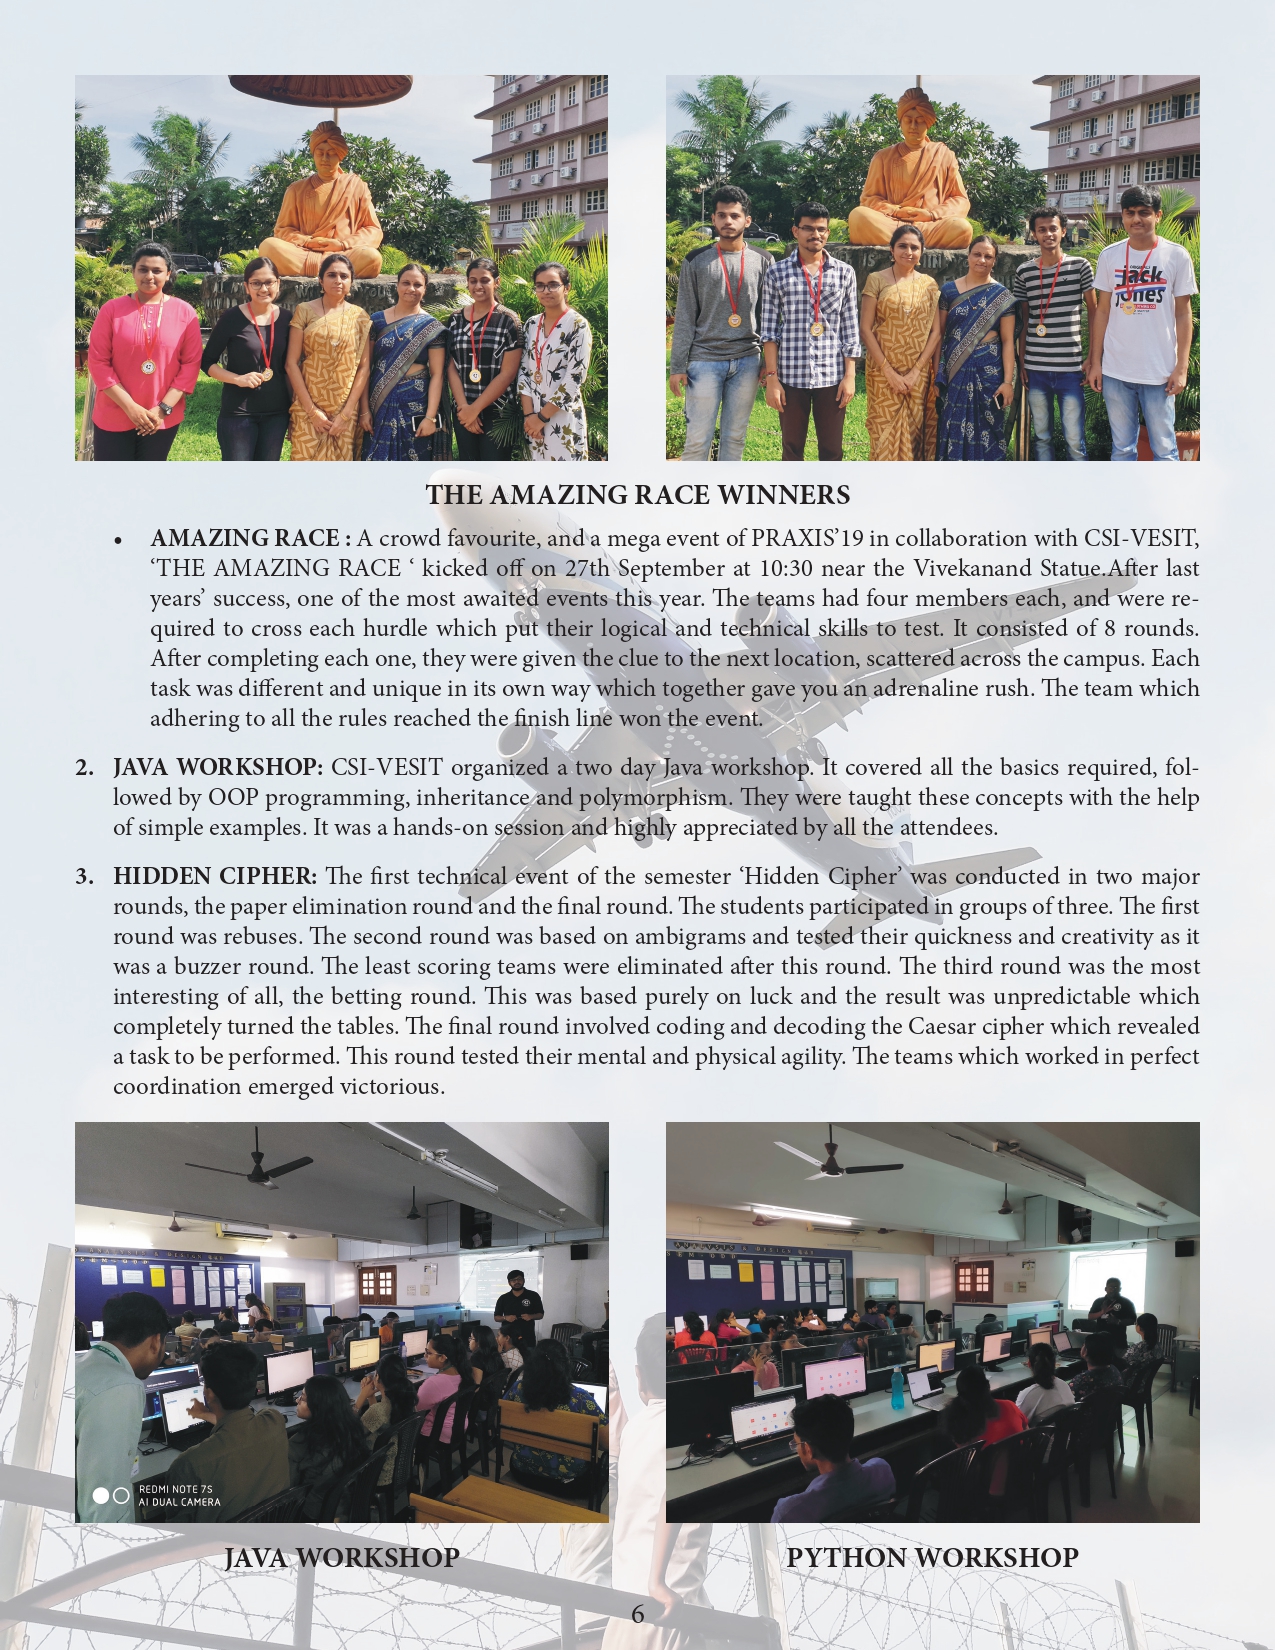 THE AMAZING RACE WINNERS
• AMAZING RACE : A crowd favourite, and a mega event of PRAXIS’19 in collaboration with CSI-VESIT,
‘THE AMAZING RACE ‘ kicked off on 27th September at 10:30 near the Vivekanand Statue.After last
years’ success, one of the most awaited events this year. The teams had four members each, and were re-
quired to cross each hurdle which put their logical and technical skills to test. It consisted of 8 rounds.
After completing each one, they were given the clue to the next location, scattered across the campus. Each
task was different and unique in its own way which together gave you an adrenaline rush. The team which
adhering to all the rules reached the finish line won the event.
2. JAVA WORKSHOP: CSI-VESIT organized a two day Java workshop. It covered all the basics required, fol-
lowed by OOP programming, inheritance and polymorphism. They were taught these concepts with the help
of simple examples. It was a hands-on session and highly appreciated by all the attendees.
3. HIDDEN CIPHER: The first technical event of the semester ‘Hidden Cipher’ was conducted in two major
rounds, the paper elimination round and the final round. The students participated in groups of three. The first
round was rebuses. The second round was based on ambigrams and tested their quickness and creativity as it
was a buzzer round. The least scoring teams were eliminated after this round. The third round was the most
interesting of all, the betting round. This was based purely on luck and the result was unpredictable which
completely turned the tables. The final round involved coding and decoding the Caesar cipher which revealed
a task to be performed. This round tested their mental and physical agility. The teams which worked in perfect
coordination emerged victorious.
REDMI NOTE 7S
AI DUAL CAMERA
JAVA WORKSHOP
PYTHON WORKSHOP
6